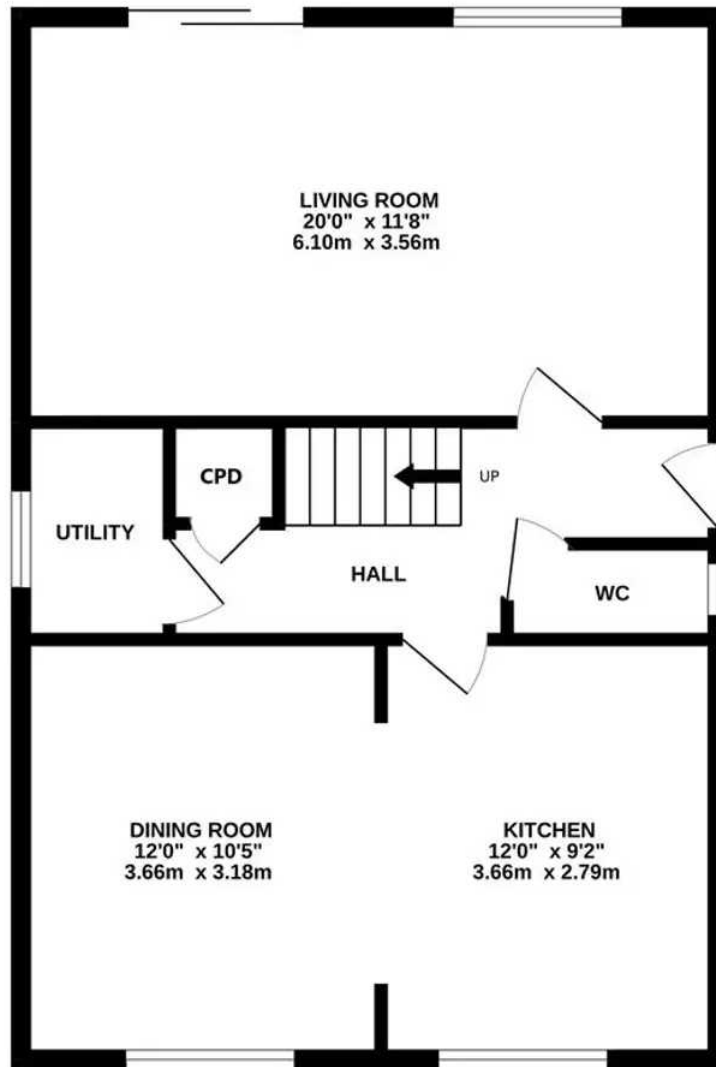 LIVING ROOM
20'0" x 11'8"
6.10m x 3.56m
CPD
UP
UTILITY
HALL
WC
DINING ROOM
12'0" x 10'5"
3.66m x 3.18m
KITCHEN
12'0" x 9'2"
3.66m x 2.79m